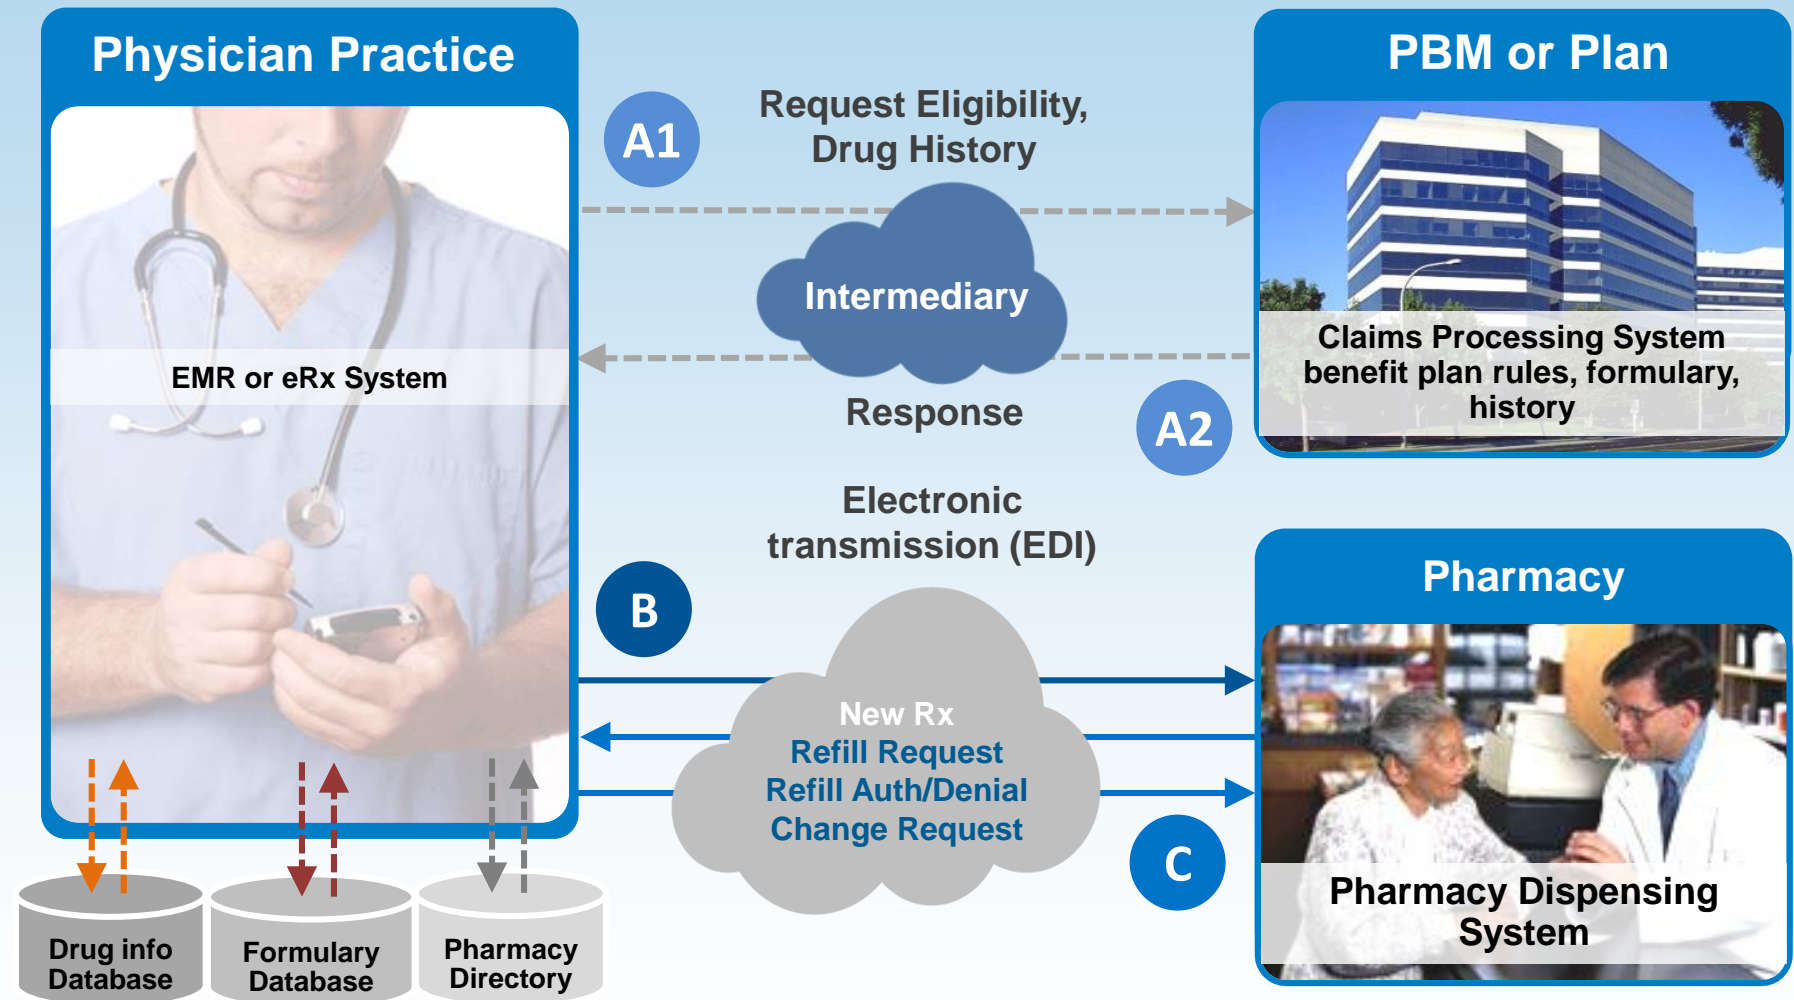 Physician Practice
EMR or eRx System
A1
Request Eligibility,
Drug History
Intermediary
Response
A2
PBM or Plan
Claims Processing System
benefit plan rules, formulary,
history
Electronic
transmission (EDI)
B
New Rx
Refill Request
Refill Auth/Denial
Change Request
C
Pharmacy
Pharmacy Dispensing
System
Drug info
Database
Formulary
Database
Pharmacy
Directory